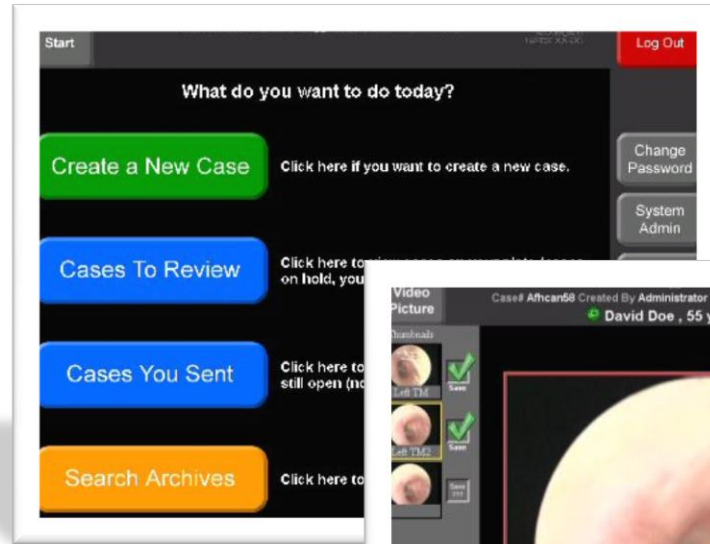 Start
Log Out
What do you want to do today?
Create a New Case
Click here if you want to create a new case.
Change
Password
System
Admin
Cases To Review
Click here to
on hold, you
Cases You Sent
Click here to
still open (no
Search Archives
Click here to
Video
Picture
Case# Afhcan58 Created By Administrator
David Doe , 55 y
Thumbnails
Left TM
Save
Left TM2
Save
Save
???